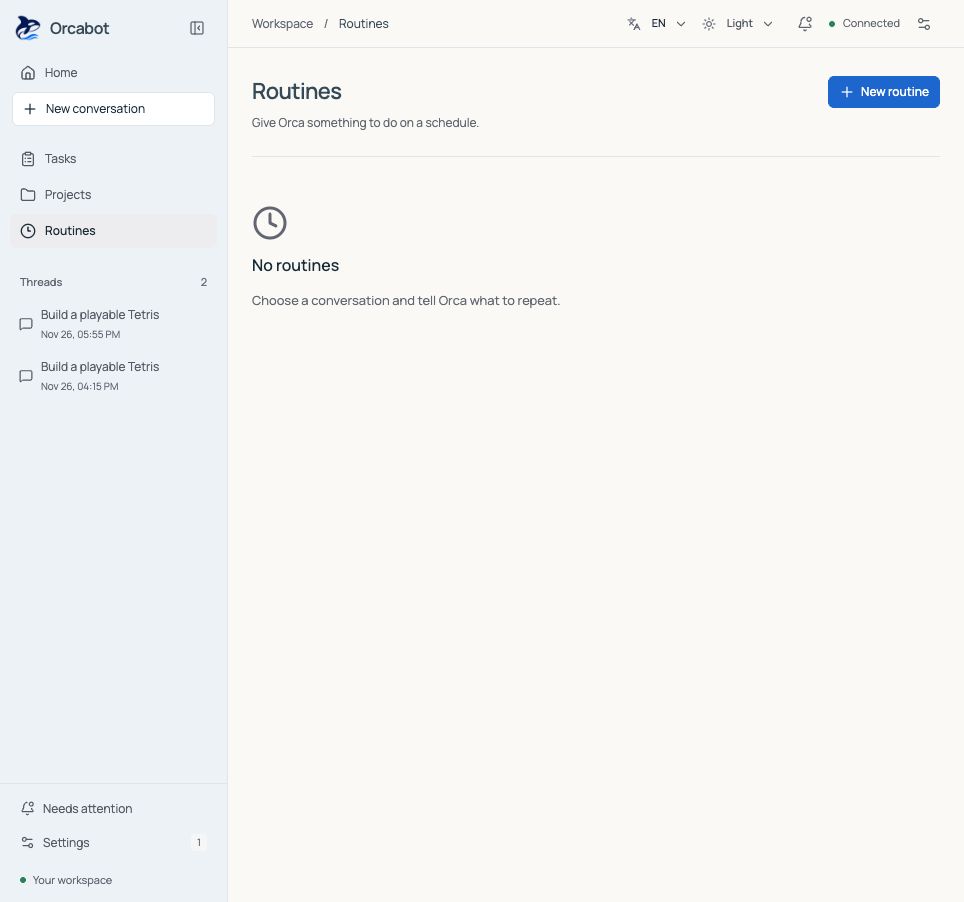 Orcabot
Home
New conversation
Tasks
Projects
Routines
Threads 2
Build a playable Tetris
Nov 26, 05:55 PM
Build a playable Tetris
Nov 26, 04:15 PM
Needs attention
Settings 1
Your workspace
Workspace / Routines
EN
Light
Connected
Routines
New routine
Give Orca something to do on a schedule.
No routines
Choose a conversation and tell Orca what to repeat.